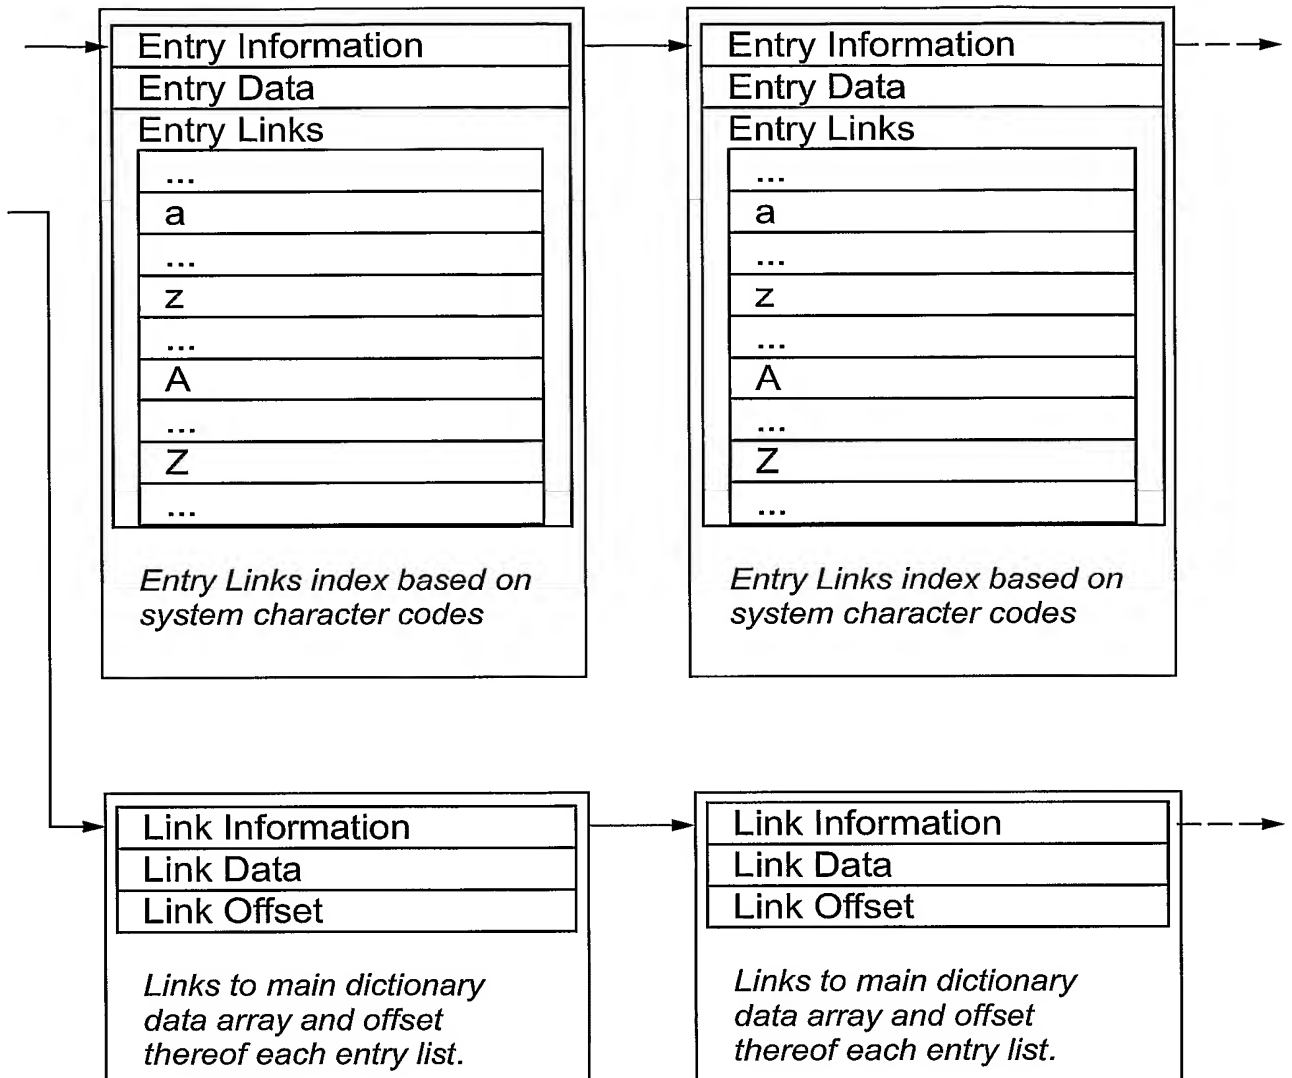 Entry Information
Entry Data
Entry Links
...
a
...
z
...
A
...
Z
...
Entry Links index based on
system character codes
Entry Information
Entry Data
Entry Links
...
a
...
z
...
A
...
Z
...
Entry Links index based on
system character codes
Link Information
Link Data
Link Offset
Links to main dictionary
data array and offset
thereof each entry list.
Link Information
Link Data
Link Offset
Links to main dictionary
data array and offset
thereof each entry list.